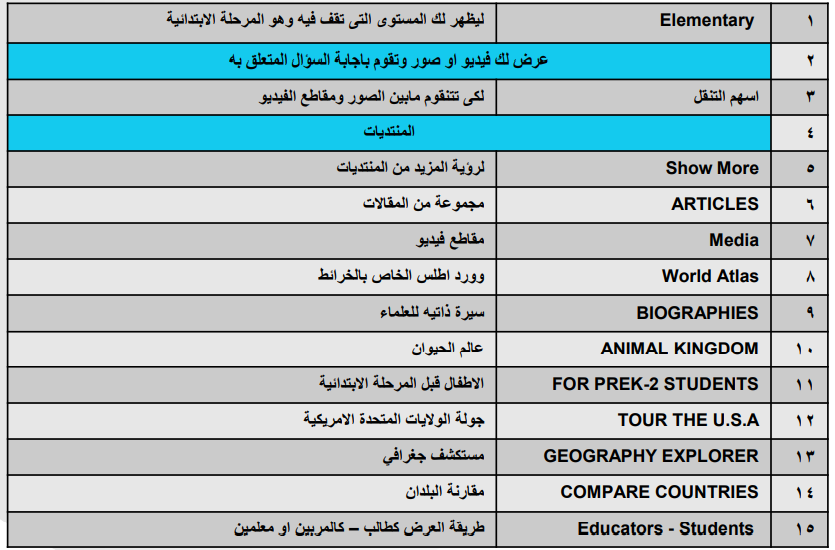 ١ Elementary ليظهر لك المستوى التى تقف فيه وهو المرحلة الابتدائية
٢ عرض لك فيديو او صور وتقوم باجابة السؤال المتعلق به
٣ اسهم التنقل لكى تتنقوم مابين الصور ومقاطع الفيديو
٤ المنتديات
٥ Show More لرؤية المزيد من المنتديات
٦ ARTICLES مجموعة من المقالات
٧ Media مقاطع فيديو
٨ World Atlas وورد اطلس الخاص بالخرائط
٩ BIOGRAPHIES سيرة ذاتيه للعلماء
١٠ ANIMAL KINGDOM عالم الحيوان
١١ FOR PREK-2 STUDENTS الاطفال قبل المرحلة الابتدائية
١٢ TOUR THE U.S.A جولة الولايات المتحدة الامريكية
١٣ GEOGRAPHY EXPLORER مستكشف جغرافي
١٤ COMPARE COUNTRIES مقارنة البلدان
١٥ Educators - Students طريقة العرض كطالب – كالمربين او معلمين